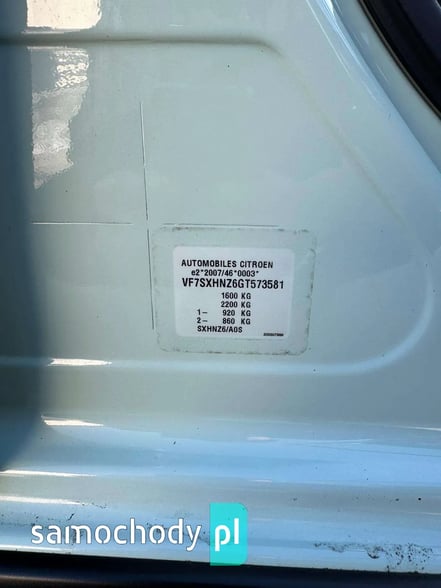 AUTOMOBILES CITROEN
e2*2007/46*0003*
VF7SXHNZ6GT573581
1600 KG
2200 KG
1- 920 KG
2- 860 KG
SXHNZ6/A0S
samochody.pl